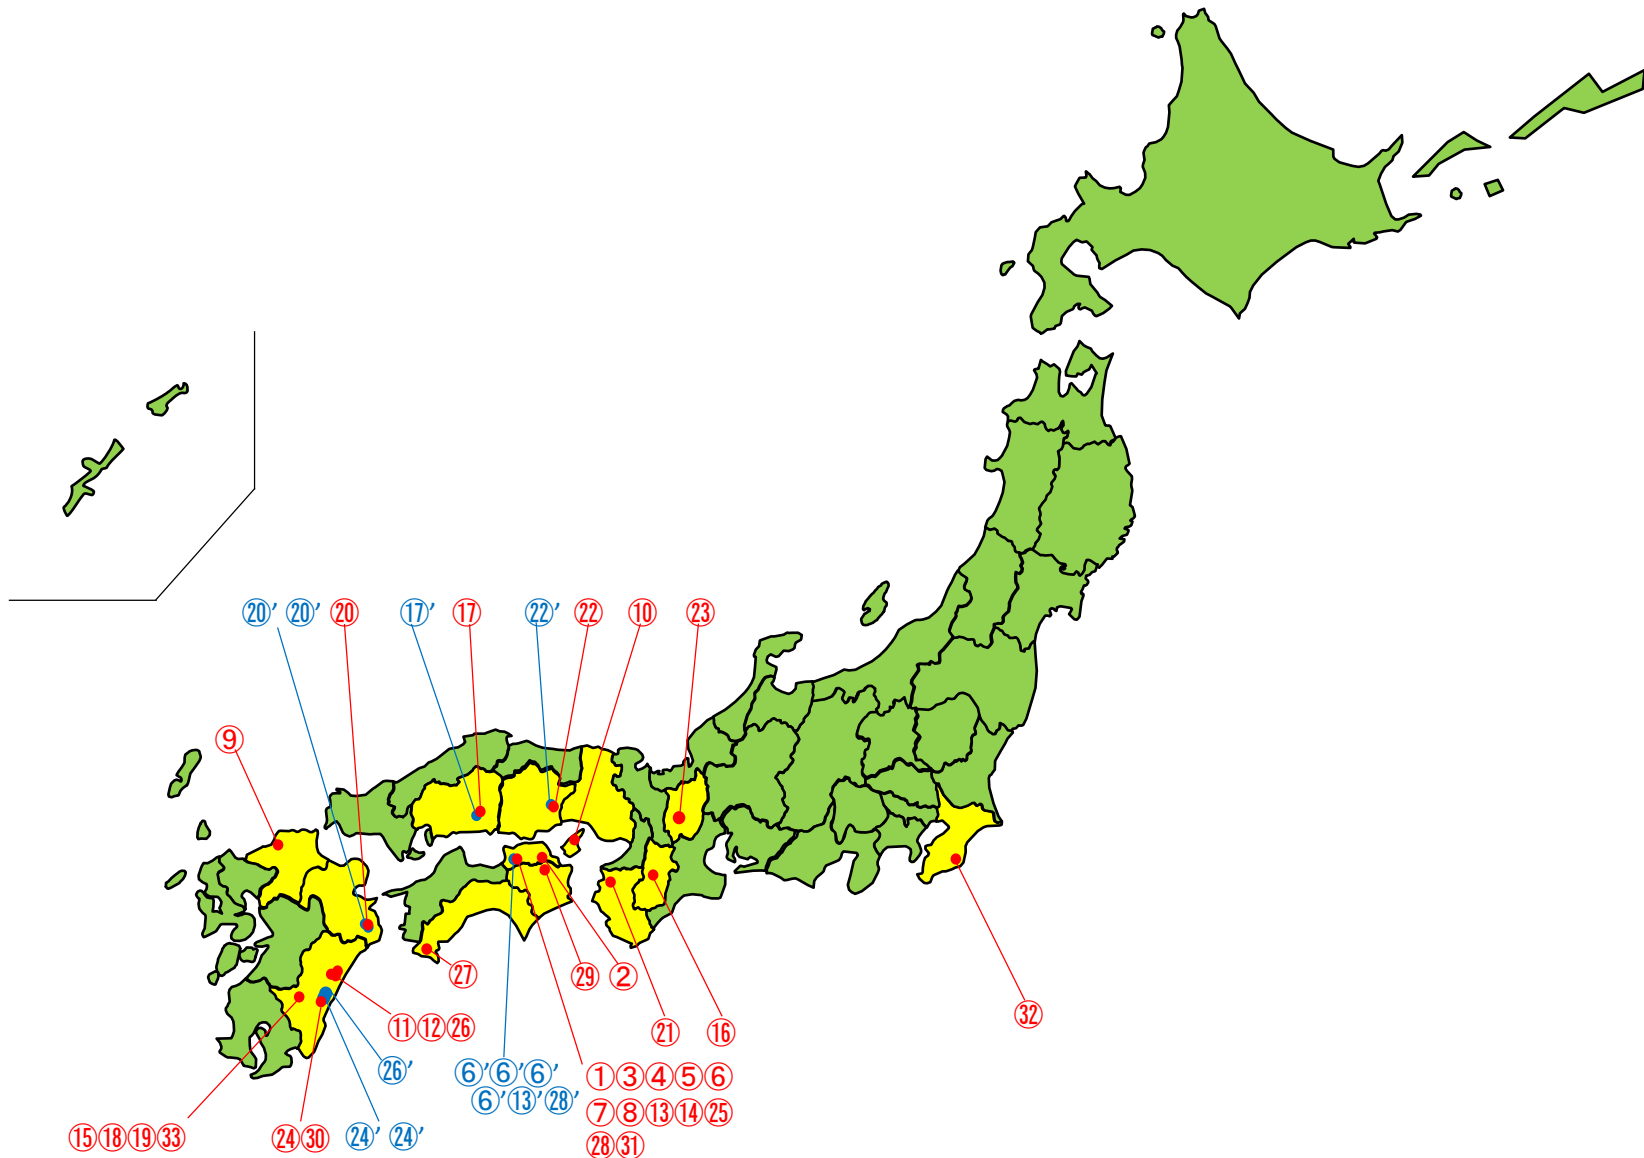 ⑳’ ⑳’ ⑳ ⑰’ ⑰ ㉒’ ㉒ ⑩ ㉓
⑨
㉗ ㉙ ②
⑪⑫㉖ ㉑ ⑯ ㉜
㉖’ ⑥’⑥’⑥’ ①③④⑤⑥
⑥’⑬’㉘’ ⑦⑧⑬⑭㉕
⑮⑱⑲㉝ ㉔㉚ ㉔’ ㉔’ ㉘㉛